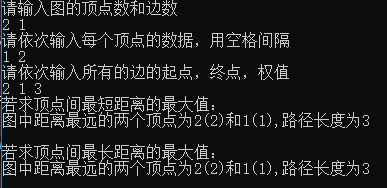 请输入图的顶点数和边数
2 1
请依次输入每个顶点的数据，用空格间隔
1 2
请依次输入所有的边的起点，终点，权值
2 1 3
若求顶点间最短距离的最大值：
图中距离最远的两个顶点为2(2)和1(1),路径长度为3
若求顶点间最长距离的最大值：
图中距离最远的两个顶点为2(2)和1(1),路径长度为3